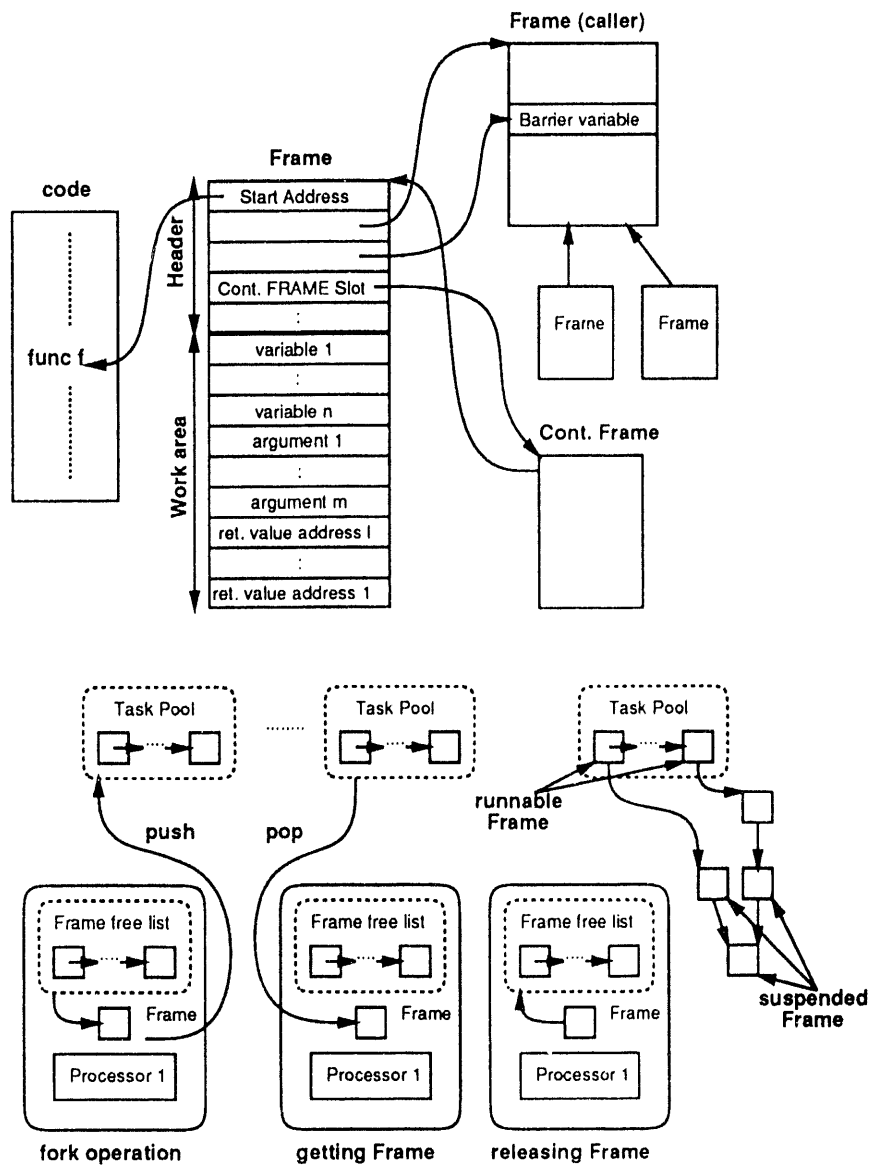 Frame (caller)
Barrier variable
Frame
code
Start Address
Header
Cont. FRAME Slot
:
Frame
Frame
func f
variable 1
:
variable n
Work area
argument 1
Cont. Frame
:
argument m
ret. value address l
:
ret. value address 1
Task Pool
Task Pool
Task Pool
runnable
Frame
push
pop
Frame free list
Frame free list
Frame free list
suspended
Frame
Frame
Frame
Frame
Processor 1
Processor 1
Processor 1
fork operation
getting Frame
releasing Frame